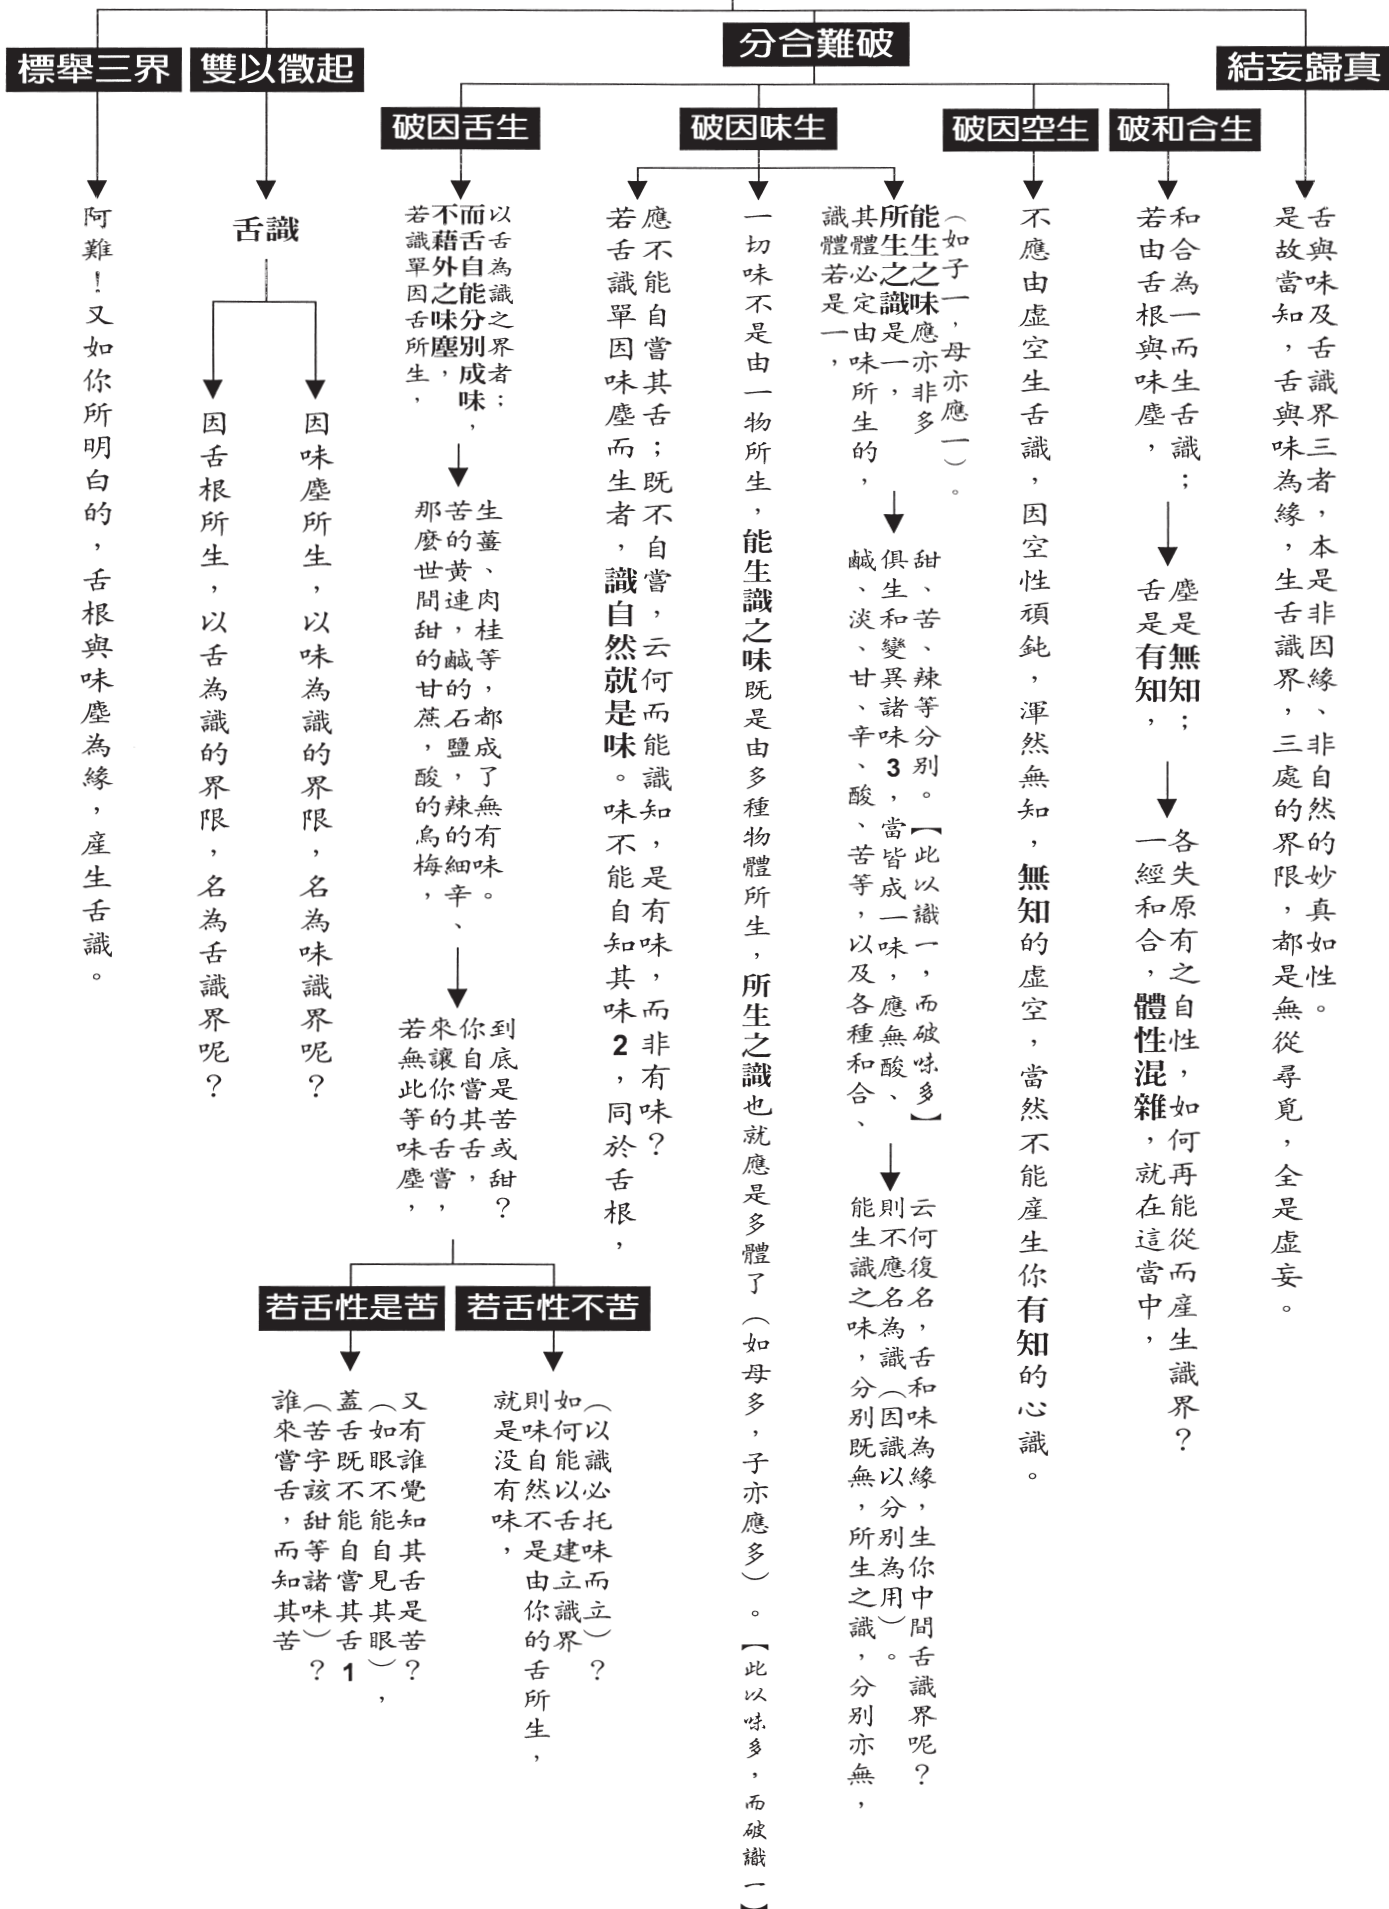 標舉三界
阿難！又如你所明白的，舌根與味塵為緣，產生舌識。
雙以徵起
舌識
因舌根所生，以舌為識的界限，名為舌識界呢？
因味塵所生，以味為識的界限，名為味識界呢？
分合難破
破因舌生
若識單因舌所生，
不藉外之味塵，
而舌自能分別成味，
以舌為識之界者；
那麼世間甜的甘蔗，酸的烏梅，
苦的黃連，鹹的石鹽，辣的細辛、
生薑、肉桂等，都成了無有味。
若無此等味塵，
來讓你的舌嘗，
你自嘗其舌，
到底是苦或甜？
若舌性是苦
誰來嘗舌，而知其苦
（苦字該甜等諸味）？
蓋舌既不能自嘗其舌1
（如眼不能自見其眼），
又有誰覺知其舌是苦？
若舌性不苦
就是没有味，
則味自然不是由你的舌所生，
如何能以舌建立識界
（以識必托味而立）？
破因味生
若舌識單因味塵而生者，識自然就是味。味不能自知其味2，同於舌根，
應不能自嘗其舌；既不自嘗，云何而能識知，是有味，而非有味？
一切味不是由一物所生，能生識之味既是由多種物體所生，所生之識也就應是多體了（如母多，子亦應多）。【此以味多，而破識一】
識體若是一，
其體必定由味所生的，
所生之識是一，
能生之味應亦非多
（如子一，母亦應一）。
鹹、淡、甘、辛、酸、苦等，以及各種和合、
俱生和變異諸味3，當皆成一味，應無酸、
甜、苦、辣等分別。【此以識一，而破味多】
能生識之味，分別既無，所生之識，分別亦無，
則不應名為識（因識以分別為用）。
云何復名，舌和味為緣，生你中間舌識界呢？
破因空生
不應由虛空生舌識，因空性頑鈍，渾然無知，無知的虛空，當然不能產生你有知的心識。
破和合生
若由舌根與味塵，
和合為一而生舌識；
舌是有知，
塵是無知；
一經和合，體性混雜，就在這當中，
各失原有之自性，如何再能從而產生識界？
結妄歸真
是故當知，舌與味為緣，生舌識界，三處的界限，都是無從尋覓，全是虛妄。
舌與味及舌識界三者，本是非因緣、非自然的妙真如性。